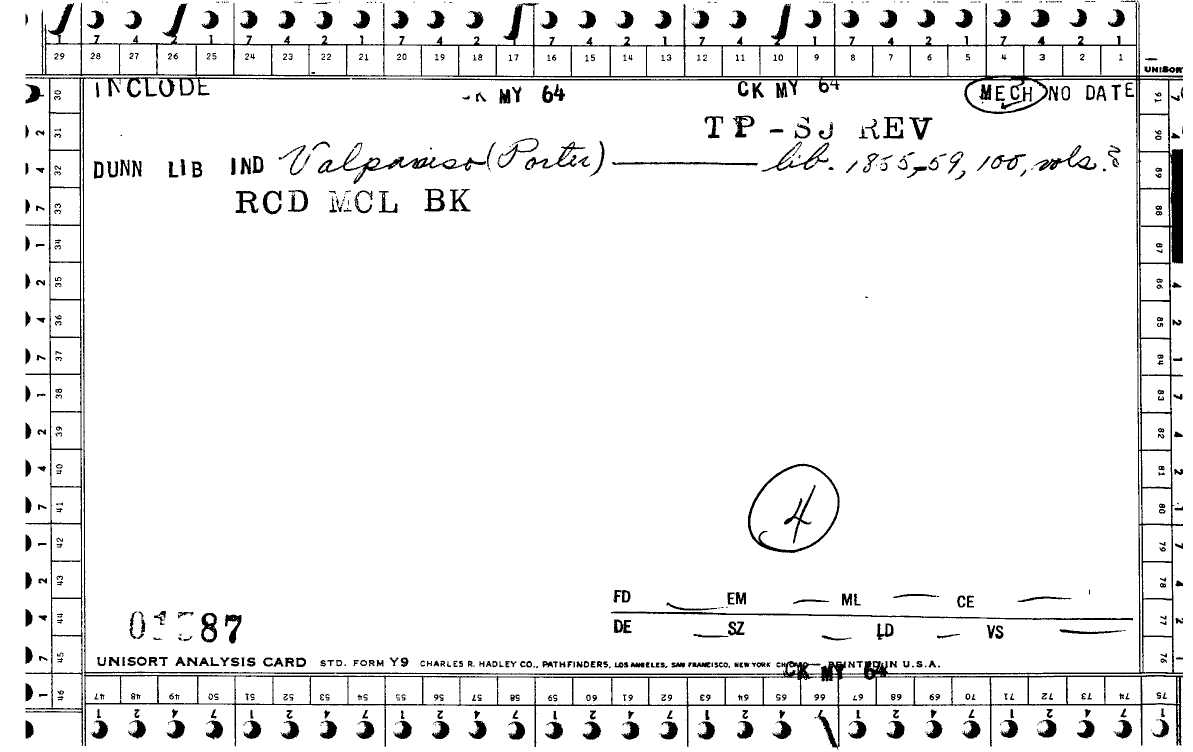 7 4 2 1 7 4 2 1 7 4 2 1 7 4 2 1 7 4 2 1 7 4 2 1 7 4 2 1
29 28 27 26 25 24 23 22 21 20 19 18 17 16 15 14 13 12 11 10 9 8 7 6 5 4 3 2 1
UNISORT
INCLODE CK MY 64 CK MY 64 MECH NO DATE
TP - SJ REV
DUNN LIB IND Valparaiso (Porter) — lib. 1855-59, 100, vols. ?
RCD MCL BK
4
FD EM ML CE
DE SZ LD VS
87
UNISORT ANALYSIS CARD STD. FORM Y9 CHARLES R. HADLEY CO., PATHFINDERS, LOS ANGELES, SAN FRANCISCO, NEW YORK CHICAGO PRINTED IN U.S.A.
CK MY 64
30 31 32 33 34 35 36 37 38 39 40 41 42 43 44 45 46
47 48 49 50 51 52 53 54 55 56 57 58 59 60 61 62 63 64 65 66 67 68 69 70 71 72 73 74 75
91 90 89 88 87 86 85 84 83 82 81 80 79 78 77 76